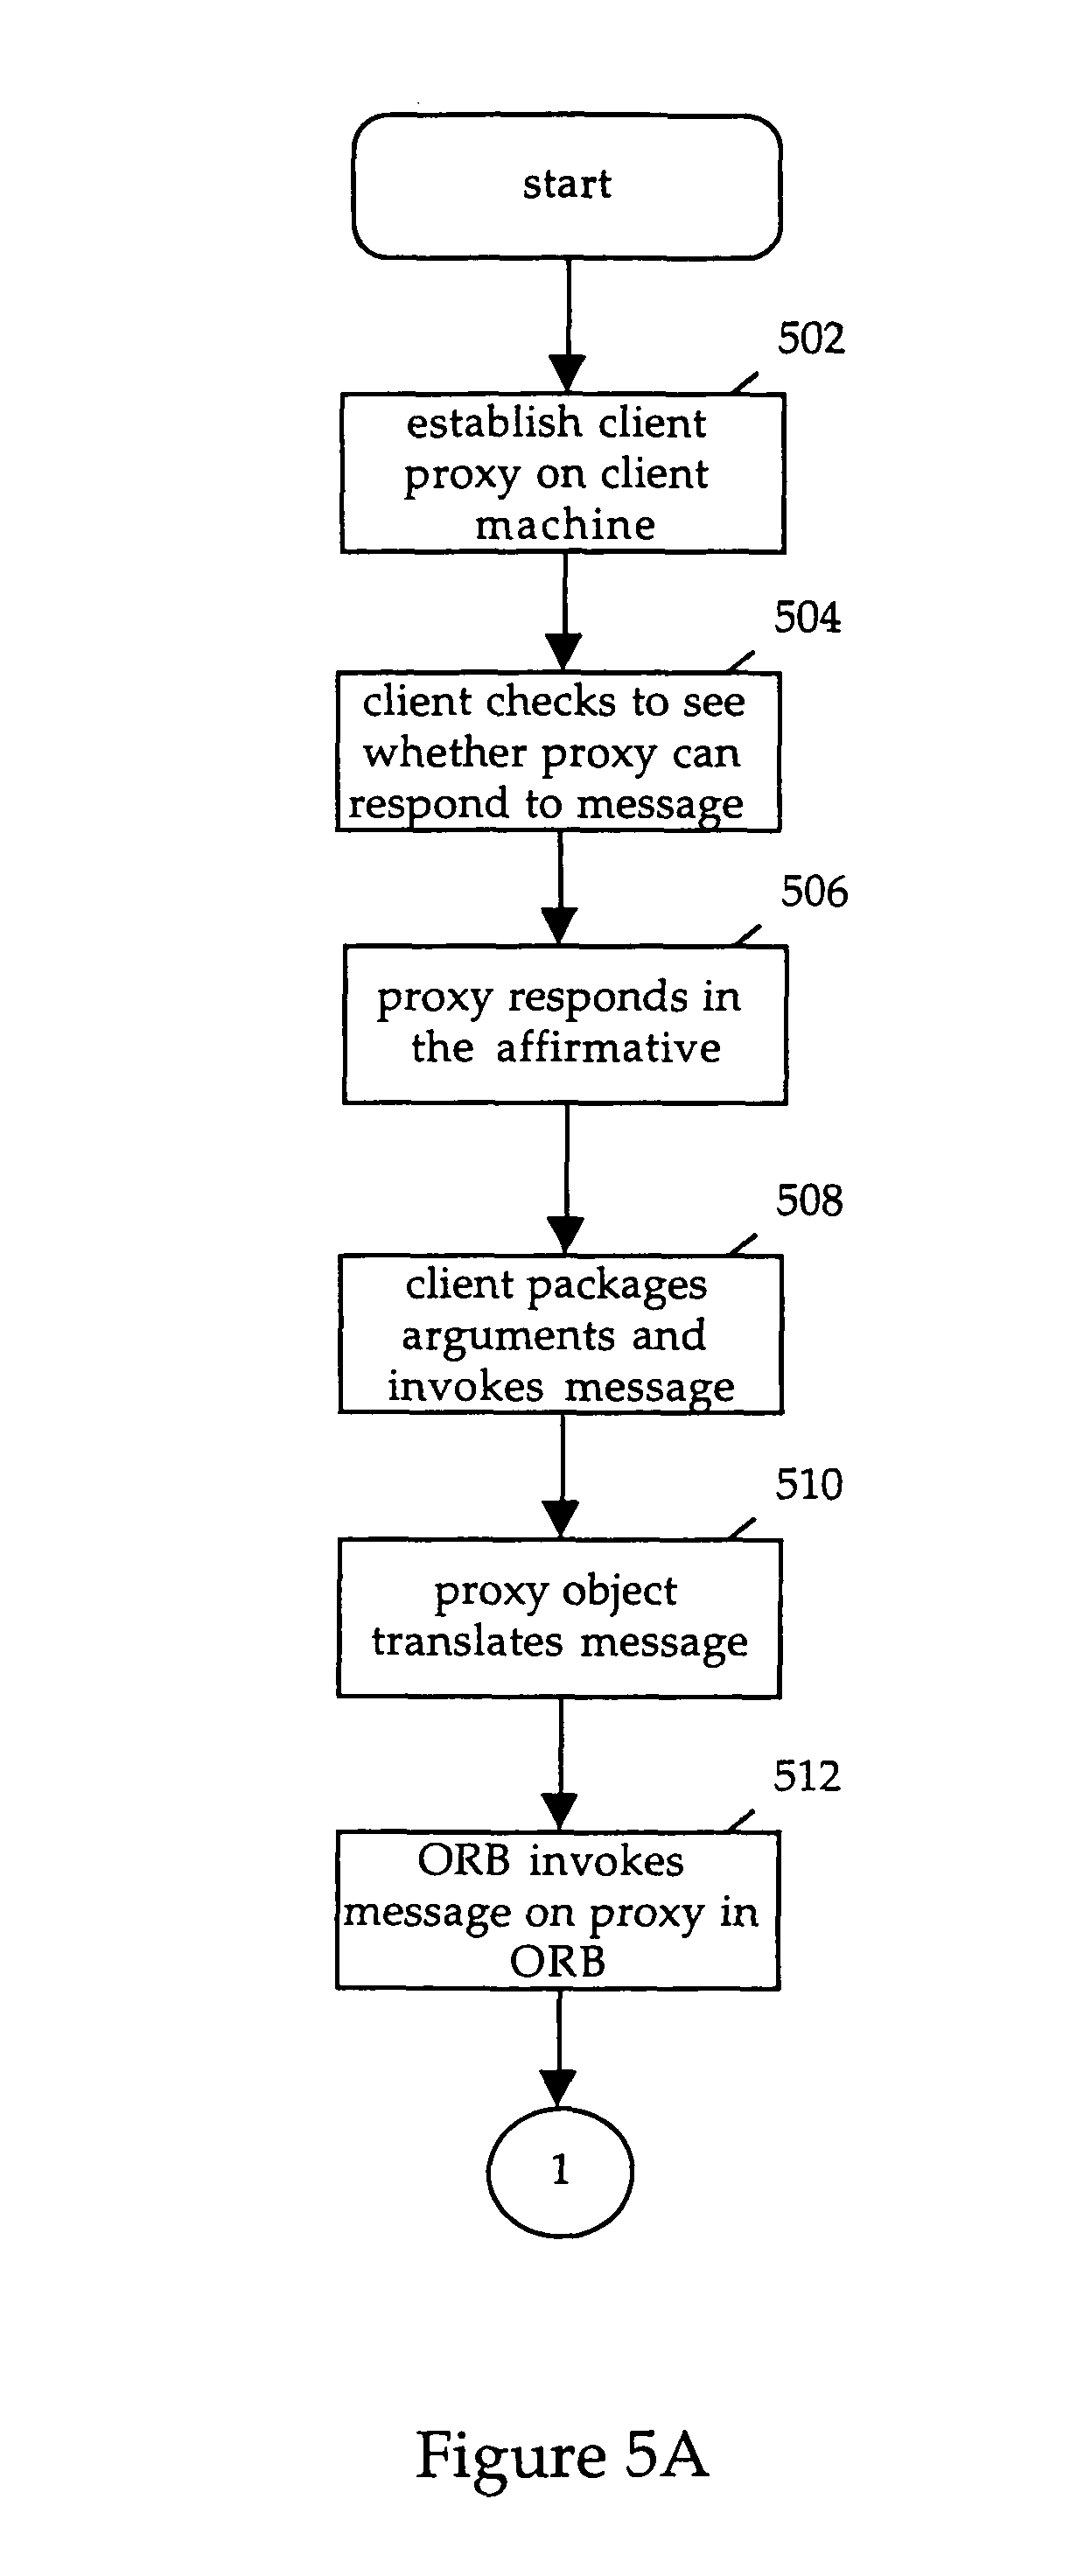 start
502
establish client
proxy on client
machine
504
client checks to see
whether proxy can
respond to message
506
proxy responds in
the affirmative
508
client packages
arguments and
invokes message
510
proxy object
translates message
512
ORB invokes
message on proxy in
ORB
1
Figure 5A